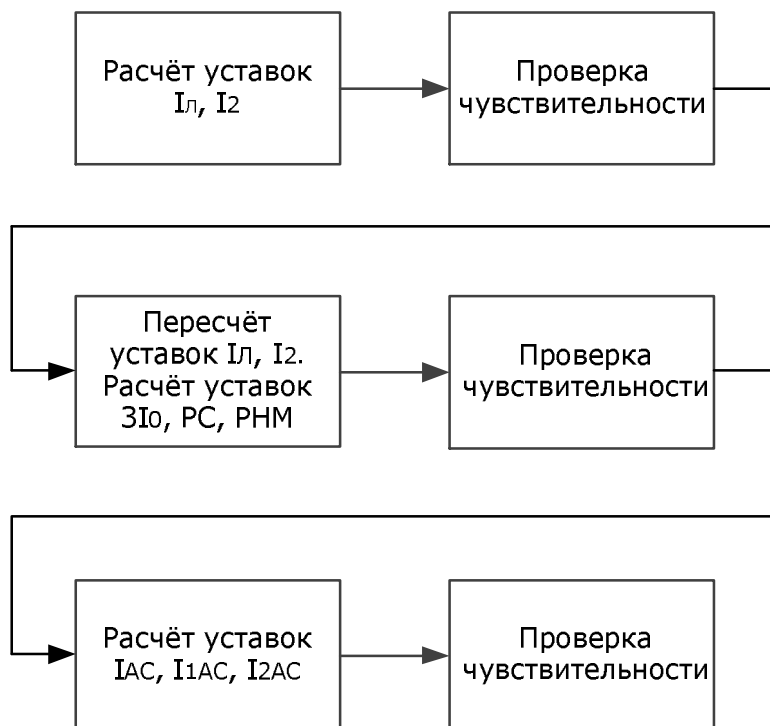 Расчёт уставок
Iл, I2
Проверка
чувствительности
Пересчёт
уставок IЛ, I2.
Расчёт уставок
3I0, РС, РНМ
Проверка
чувствительности
Расчёт уставок
IАС, I1АС, I2АС
Проверка
чувствительности